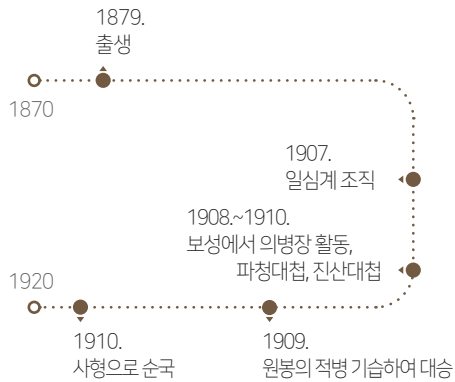 1879.
출생
1870
1907.
일심계 조직
1908.~1910.
보성에서 의병장 활동,
파청대첩, 진산대첩
1920
1910.
사형으로 순국
1909.
원봉의 적병 기습하여 대승